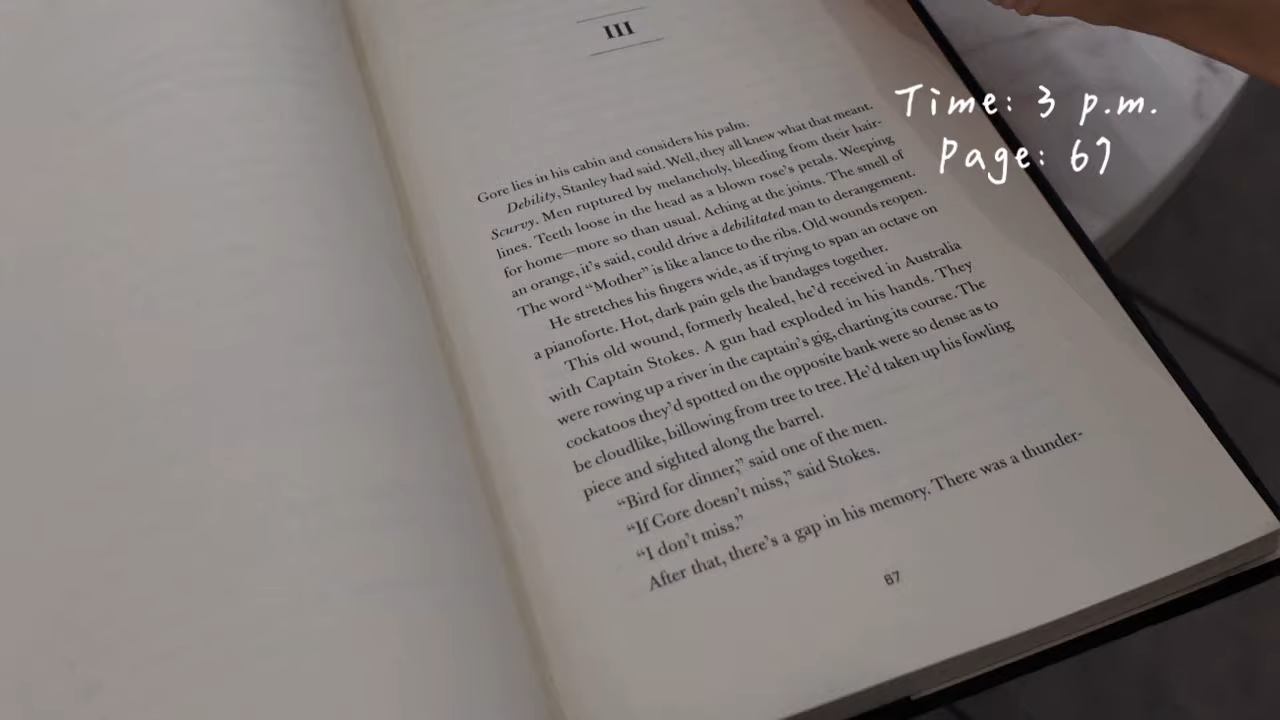 III
Time: 3 p.m.
Page: 67
Gore lies in his cabin and considers his palm.
Debility, Stanley had said. Well, they all knew what that meant.
Scurvy. Men ruptured by melancholy, bleeding from their hair-
lines. Teeth loose in the head as a blown rose's petals. Weeping
for home—more so than usual. Aching at the joints. The smell of
an orange, it's said, could drive a debilitated man to derangement.
The word “Mother” is like a lance to the ribs. Old wounds reopen.
He stretches his fingers wide, as if trying to span an octave on
a pianoforte. Hot, dark pain gels the bandages together.
This old wound, formerly healed, he'd received in Australia
with Captain Stokes. A gun had exploded in his hands. They
were rowing up a river in the captain's gig, charting its course. The
cockatoos they'd spotted on the opposite bank were so dense as to
be cloudlike, billowing from tree to tree. He'd taken up his fowling
piece and sighted along the barrel.
“Bird for dinner,” said one of the men.
“If Gore doesn't miss,” said Stokes.
“I don't miss.”
After that, there's a gap in his memory. There was a thunder-
67